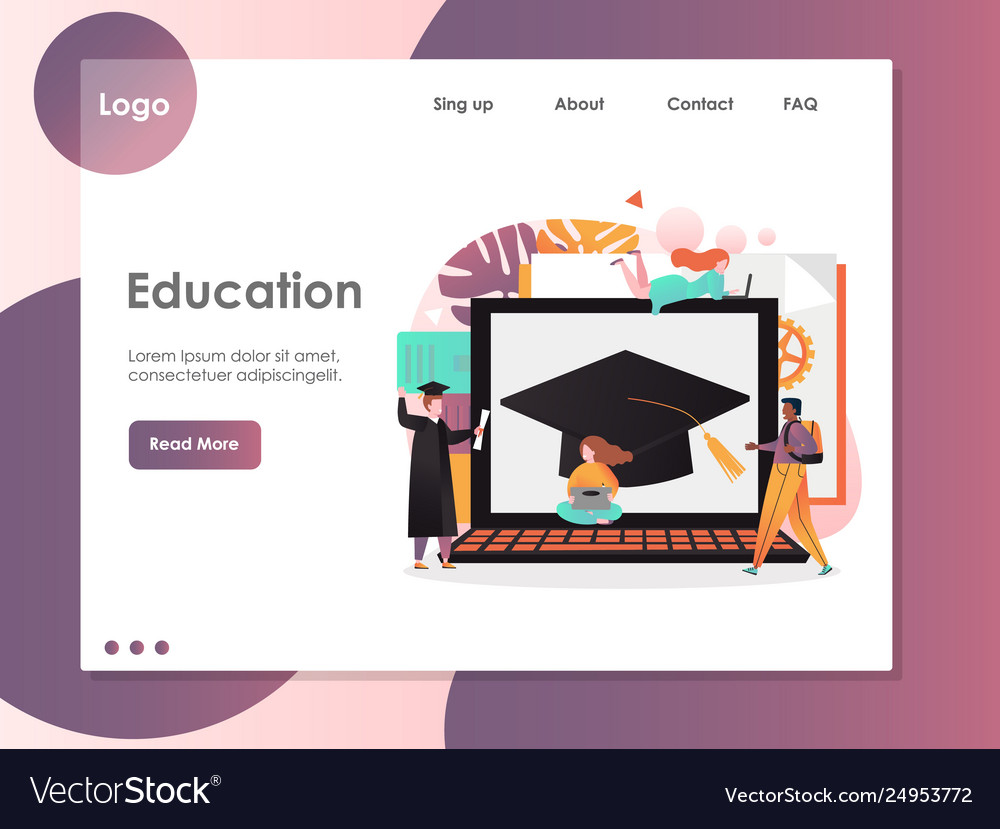 Logo
Sing up About Contact FAQ
Education
Lorem Ipsum dolor sit amet,
consectetuer adipiscingelit.
Read More
VectorStock®
VectorStock.com/24953772